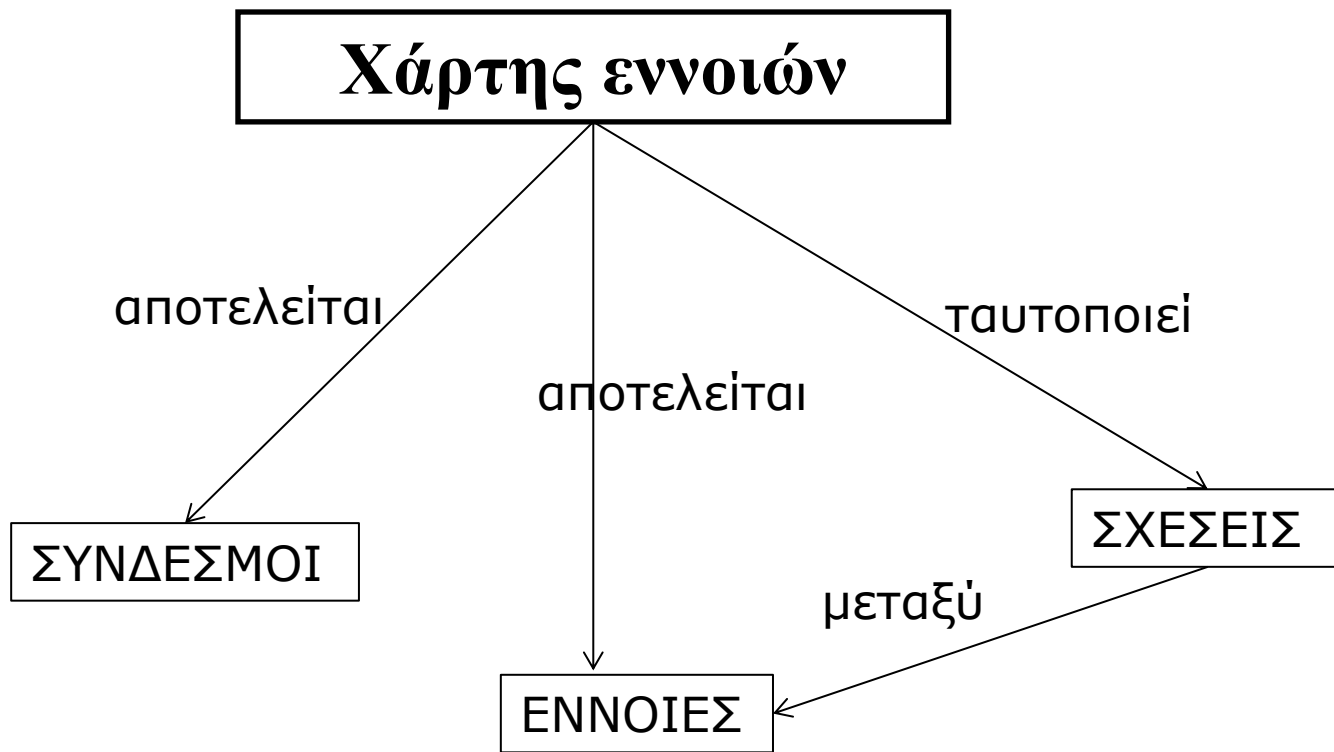 Χάρτης εννοιών
αποτελείται
ταυτοποιεί
αποτελείται
ΣΧΕΣΕΙΣ
ΣΥΝΔΕΣΜΟΙ
μεταξύ
ΕΝΝΟΙΕΣ